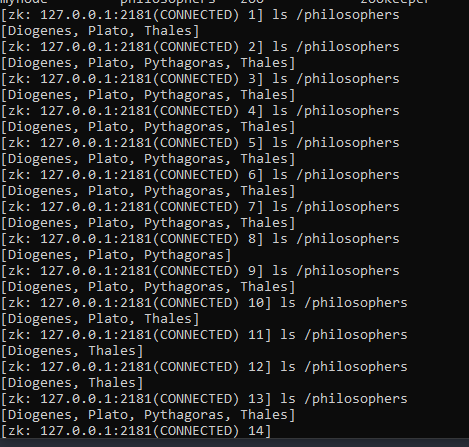 [zk: 127.0.0.1:2181(CONNECTED) 1] ls /philosophers
[Diogenes, Plato, Thales]
[zk: 127.0.0.1:2181(CONNECTED) 2] ls /philosophers
[Diogenes, Plato, Pythagoras, Thales]
[zk: 127.0.0.1:2181(CONNECTED) 3] ls /philosophers
[Diogenes, Plato, Pythagoras, Thales]
[zk: 127.0.0.1:2181(CONNECTED) 4] ls /philosophers
[Diogenes, Plato, Pythagoras, Thales]
[zk: 127.0.0.1:2181(CONNECTED) 5] ls /philosophers
[Diogenes, Plato, Pythagoras, Thales]
[zk: 127.0.0.1:2181(CONNECTED) 6] ls /philosophers
[Diogenes, Plato, Pythagoras, Thales]
[zk: 127.0.0.1:2181(CONNECTED) 7] ls /philosophers
[Diogenes, Plato, Pythagoras, Thales]
[zk: 127.0.0.1:2181(CONNECTED) 8] ls /philosophers
[Diogenes, Plato, Pythagoras]
[zk: 127.0.0.1:2181(CONNECTED) 9] ls /philosophers
[Diogenes, Plato, Pythagoras, Thales]
[zk: 127.0.0.1:2181(CONNECTED) 10] ls /philosophers
[Diogenes, Plato, Thales]
[zk: 127.0.0.1:2181(CONNECTED) 11] ls /philosophers
[Diogenes, Thales]
[zk: 127.0.0.1:2181(CONNECTED) 12] ls /philosophers
[Diogenes, Thales]
[zk: 127.0.0.1:2181(CONNECTED) 13] ls /philosophers
[Diogenes, Plato, Pythagoras, Thales]
[zk: 127.0.0.1:2181(CONNECTED) 14]